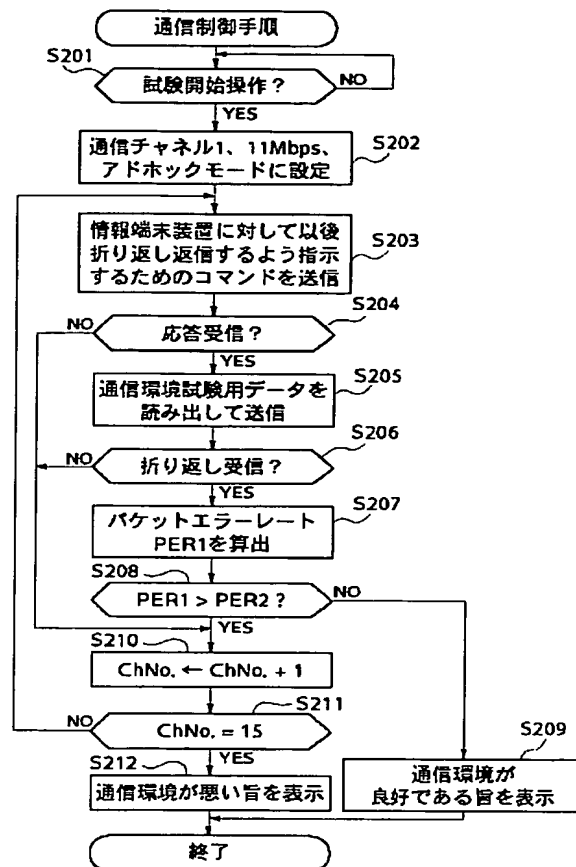 通信制御手順
S201
試験開始操作？
NO
YES
通信チャネル1、11Mbps、
アドホックモードに設定
S202
情報端末装置に対して以後
折り返し返信するよう指示
するためのコマンドを送信
S203
S204
NO
応答受信？
YES
S205
通信環境試験用データを
読み出して送信
S206
NO
折り返し受信？
YES
S207
パケットエラーレート
PER1を算出
S208
PER1 > PER2 ?
NO
YES
S210
ChNo. ← ChNo. + 1
S211
NO
ChNo. = 15
YES
S212
通信環境が悪い旨を表示
S209
通信環境が
良好である旨を表示
終了